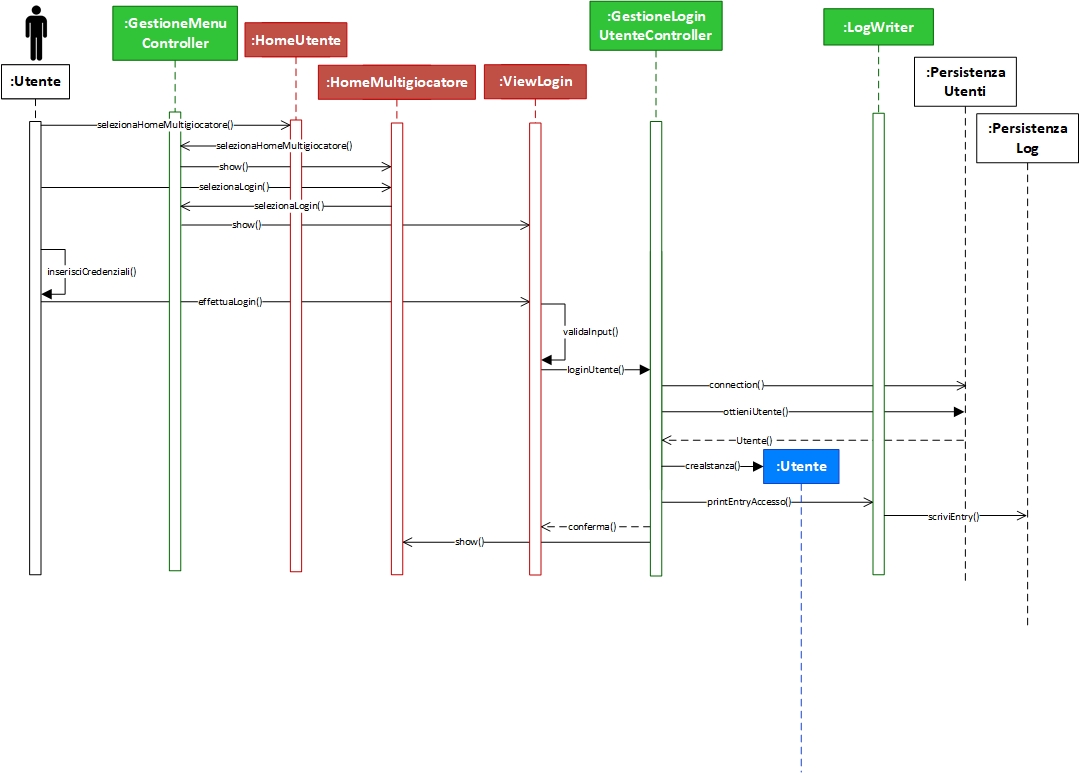 :GestioneMenu
Controller
:HomeUtente
:GestioneLogin
UtenteController
:LogWriter
:Utente
:HomeMultigiocatore
:ViewLogin
:Persistenza
Utenti
:Persistenza
Log
selezionaHomeMultigiocatore()
selezionaHomeMultigiocatore()
show()
selezionaLogin()
selezionaLogin()
show()
inserisciCredenziali()
effettuaLogin()
validaInput()
loginUtente()
connection()
ottieniUtente()
Utente()
creaIstanza()
:Utente
printEntryAccesso()
scriviEntry()
conferma()
show()